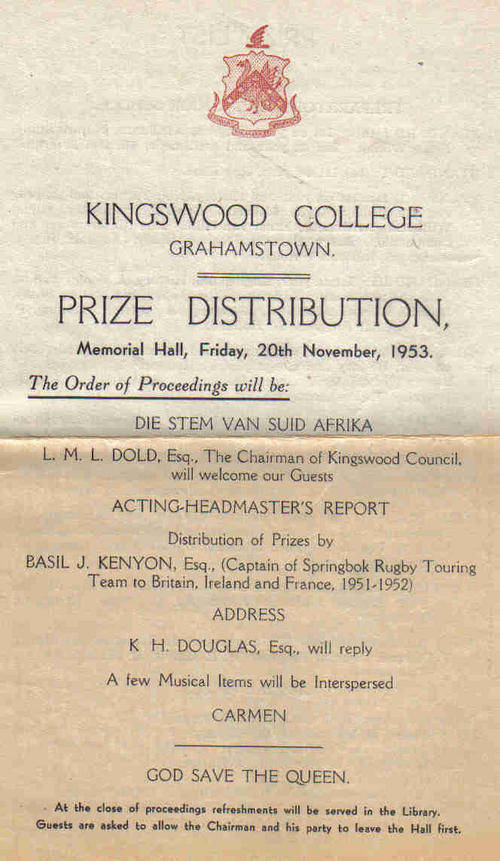 KINGSWOOD COLLEGE
GRAHAMSTOWN.
PRIZE DISTRIBUTION,
Memorial Hall, Friday, 20th November, 1953.
The Order of Proceedings will be:
DIE STEM VAN SUID AFRIKA
L. M. L. DOLD, Esq., The Chairman of Kingswood Council,
will welcome our Guests
ACTING-HEADMASTER'S REPORT
Distribution of Prizes by
BASIL J. KENYON, Esq., (Captain of Springbok Rugby Touring
Team to Britain, Ireland and France, 1951-1952)
ADDRESS
K H. DOUGLAS, Esq., will reply
A few Musical Items will be Interspersed
CARMEN
GOD SAVE THE QUEEN.
At the close of proceedings refreshments will be served in the Library.
Guests are asked to allow the Chairman and his party to leave the Hall first.